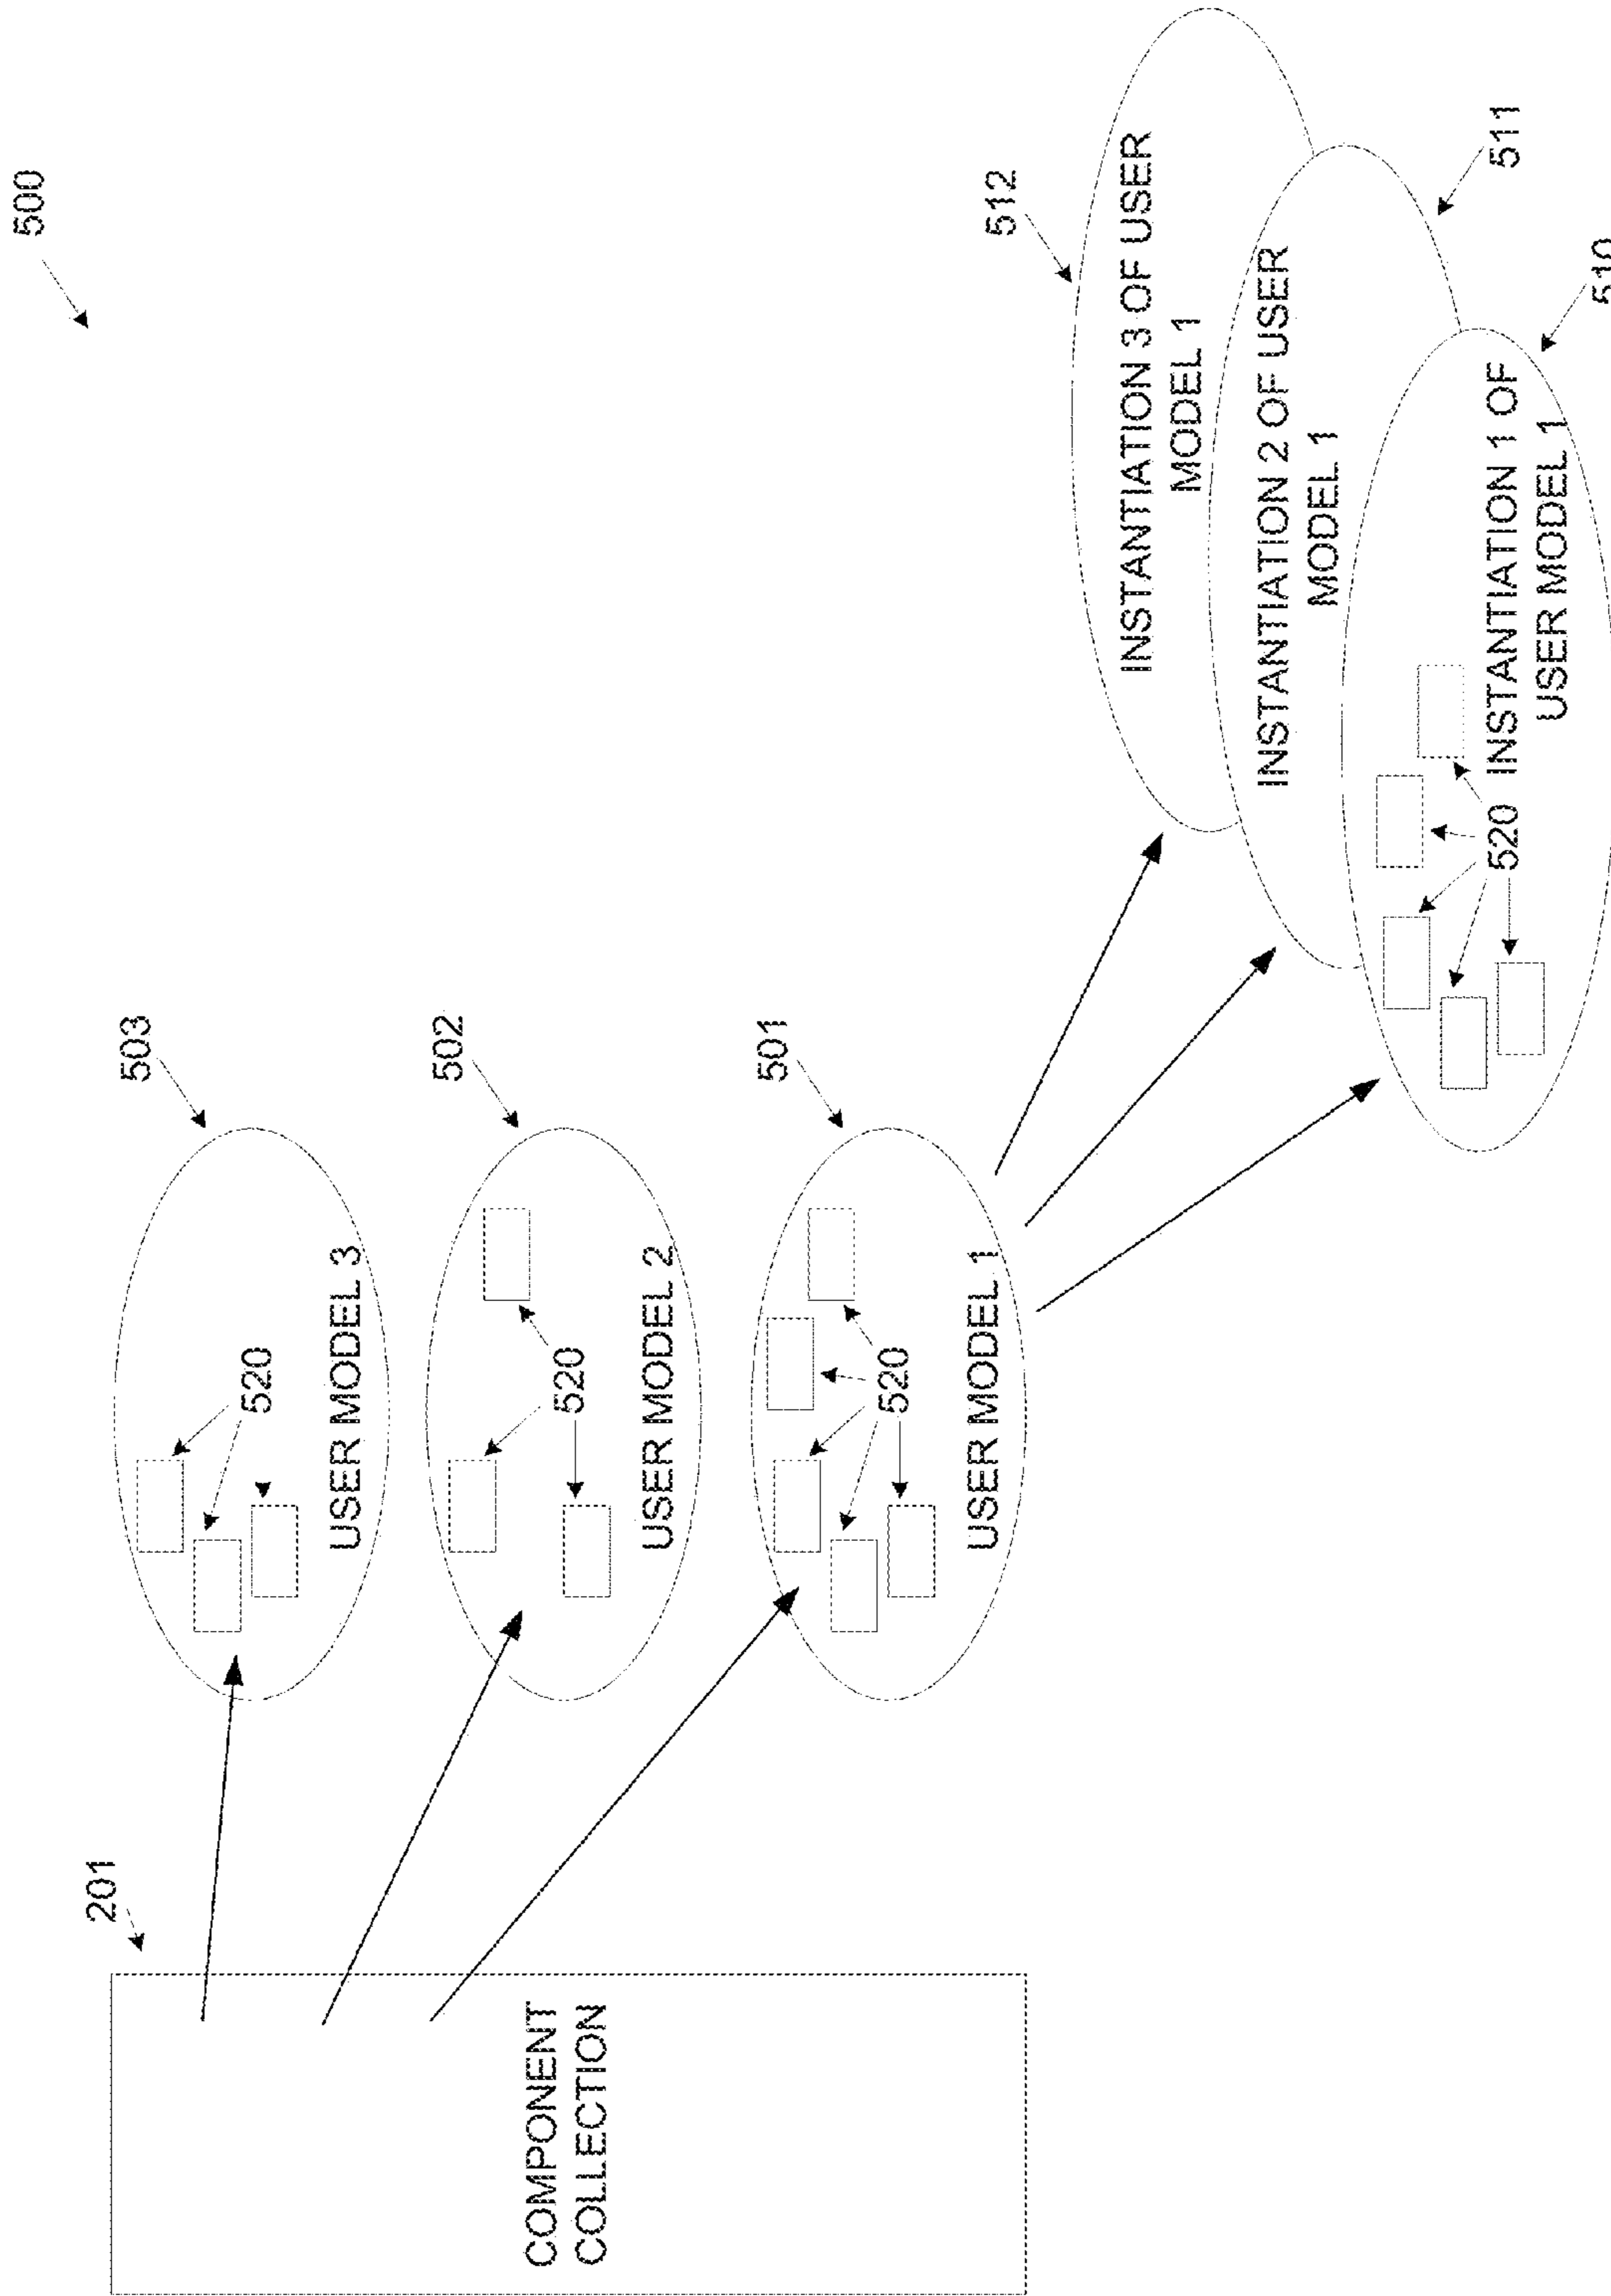 500
201
503
520
USER MODEL 3
502
520
USER MODEL 2
COMPONENT
COLLECTION
501
520
USER MODEL 1
512
INSTANTIATION 3 OF USER
MODEL 1
INSTANTIATION 2 OF USER
MODEL 1
511
520
INSTANTIATION 1 OF
USER MODEL 1
510